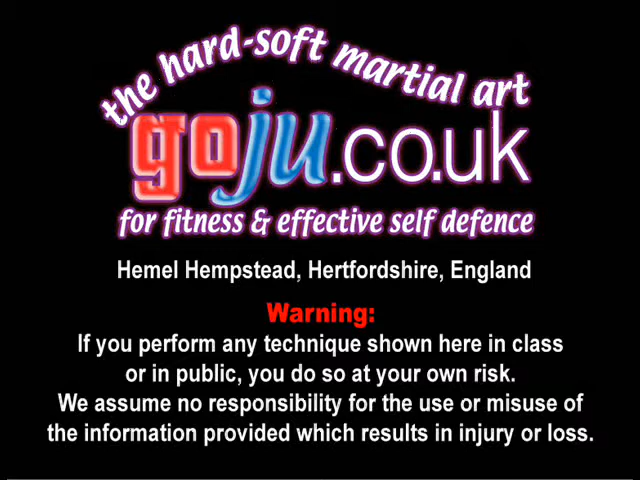 the hard-soft martial art
goju.co.uk
for fitness & effective self defence
Hemel Hempstead, Hertfordshire, England
Warning:
If you perform any technique shown here in class
or in public, you do so at your own risk.
We assume no responsibility for the use or misuse of
the information provided which results in injury or loss.